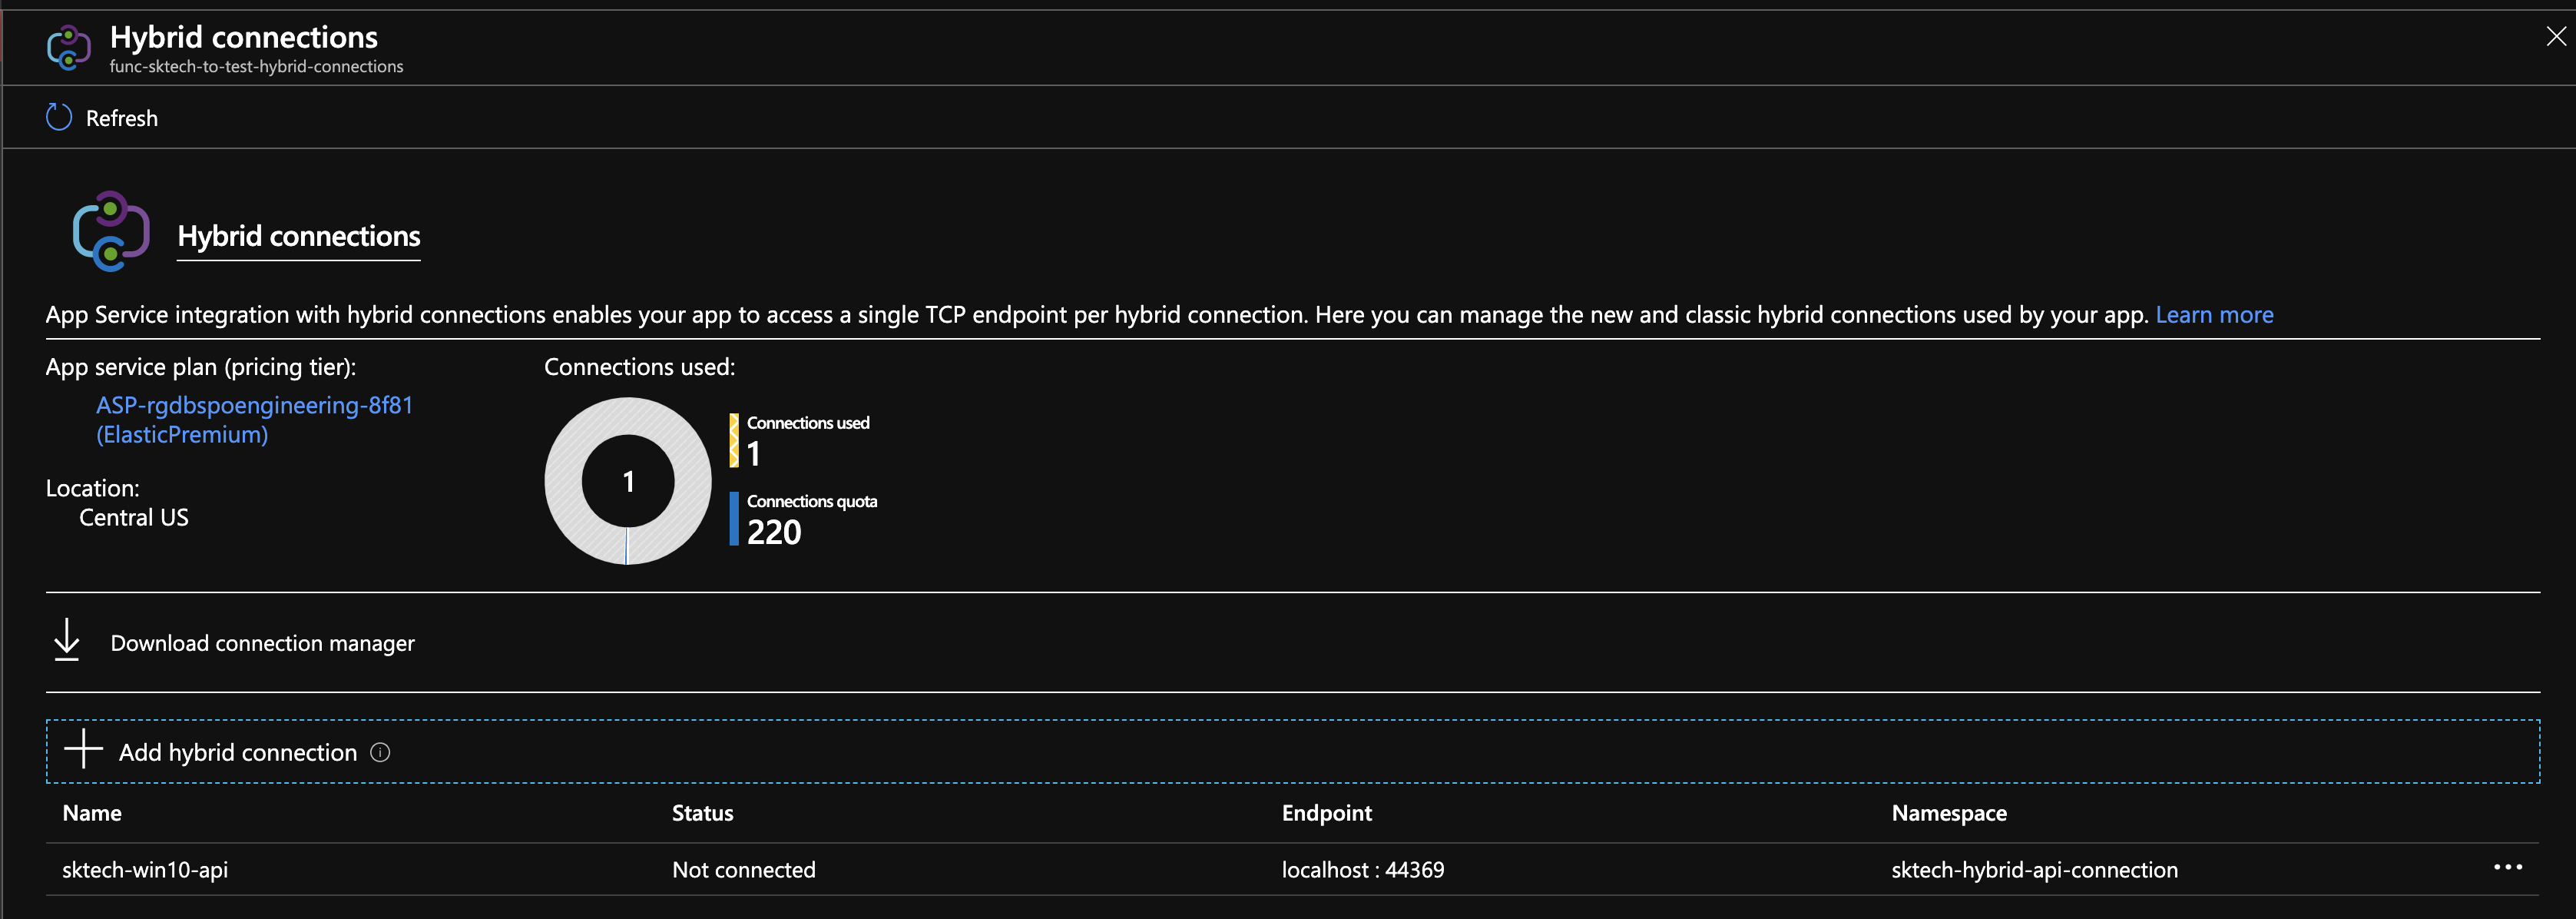 Hybrid connections
func-sktech-to-test-hybrid-connections
Refresh
Hybrid connections
App Service integration with hybrid connections enables your app to access a single TCP endpoint per hybrid connection. Here you can manage the new and classic hybrid connections used by your app. Learn more
App service plan (pricing tier):
ASP-rgdbspoengineering-8f81
(ElasticPremium)
Location:
Central US
Connections used:
1
Connections used
1
Connections quota
220
Download connection manager
Add hybrid connection
Name Status Endpoint Namespace
sktech-win10-api Not connected localhost : 44369 sktech-hybrid-api-connection